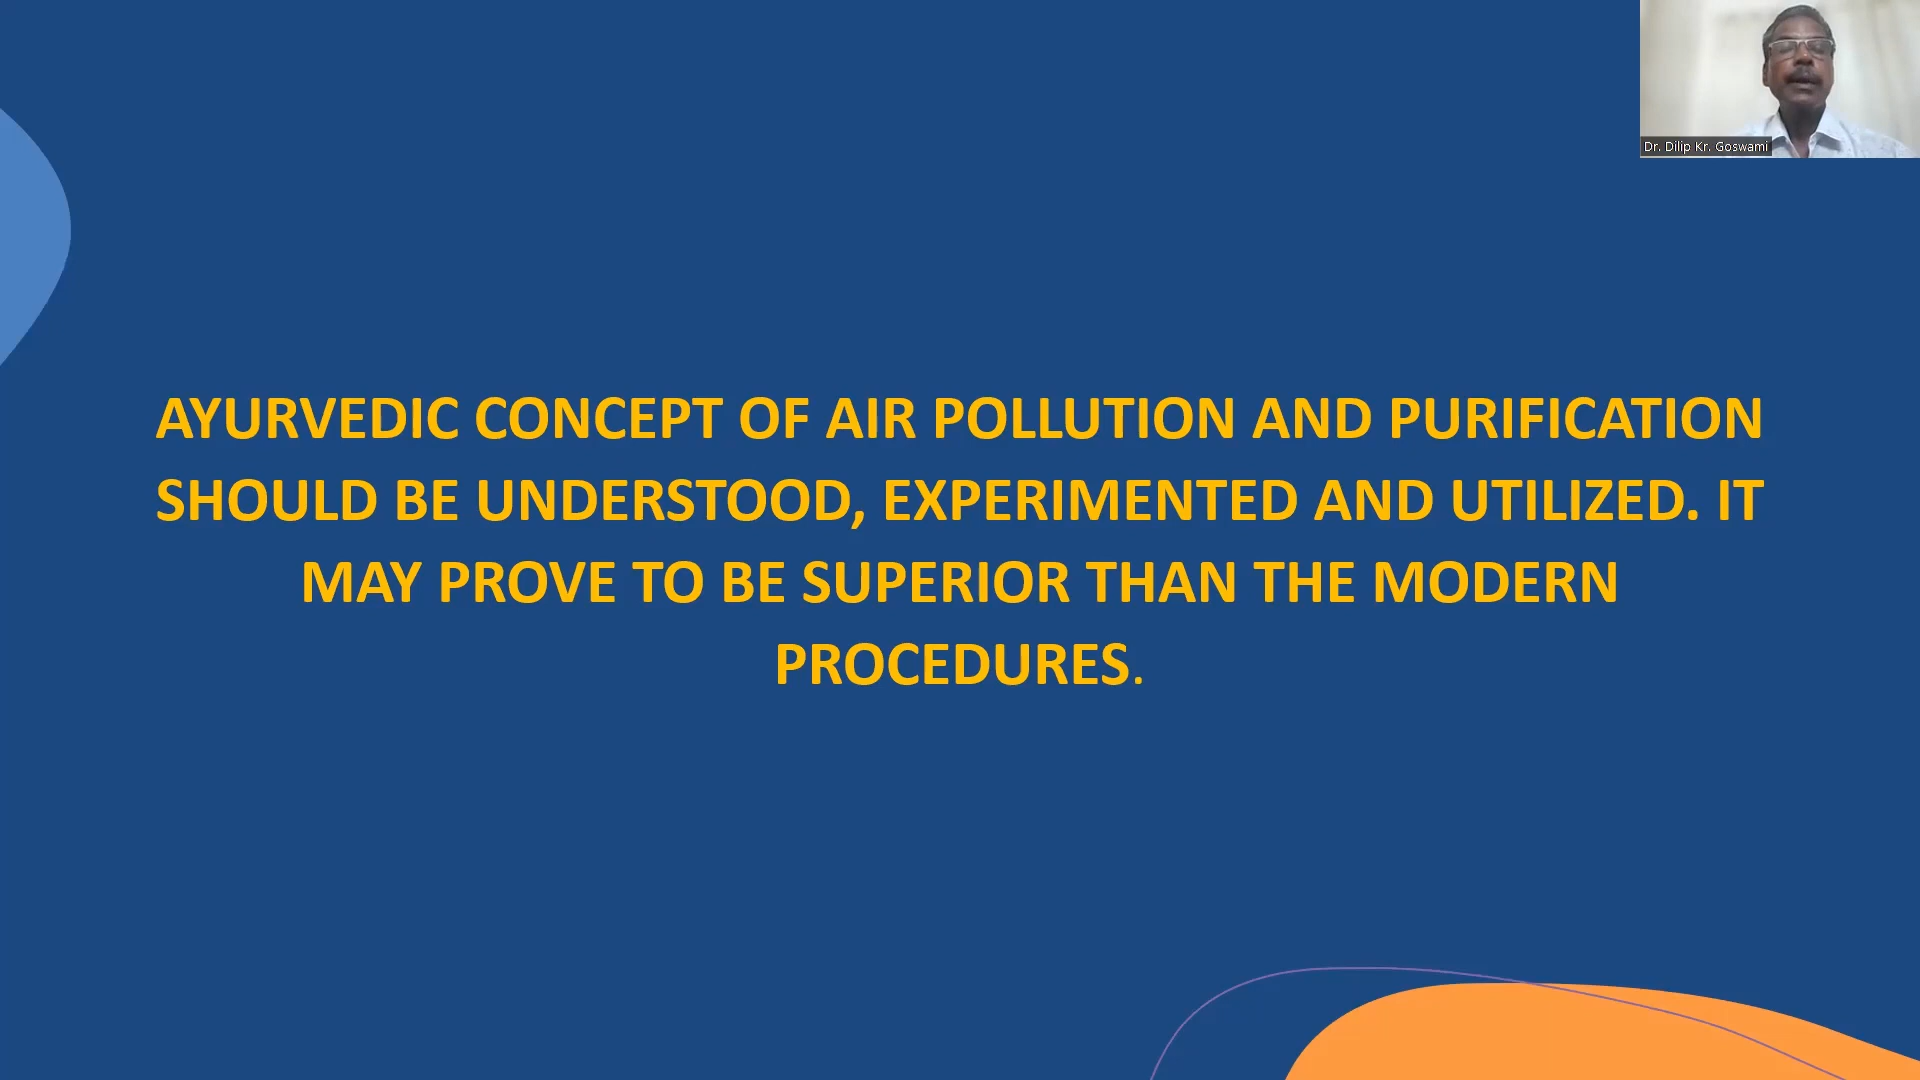 Dr. Dilip Kr. Goswami
AYURVEDIC CONCEPT OF AIR POLLUTION AND PURIFICATION
SHOULD BE UNDERSTOOD, EXPERIMENTED AND UTILIZED. IT
MAY PROVE TO BE SUPERIOR THAN THE MODERN
PROCEDURES.